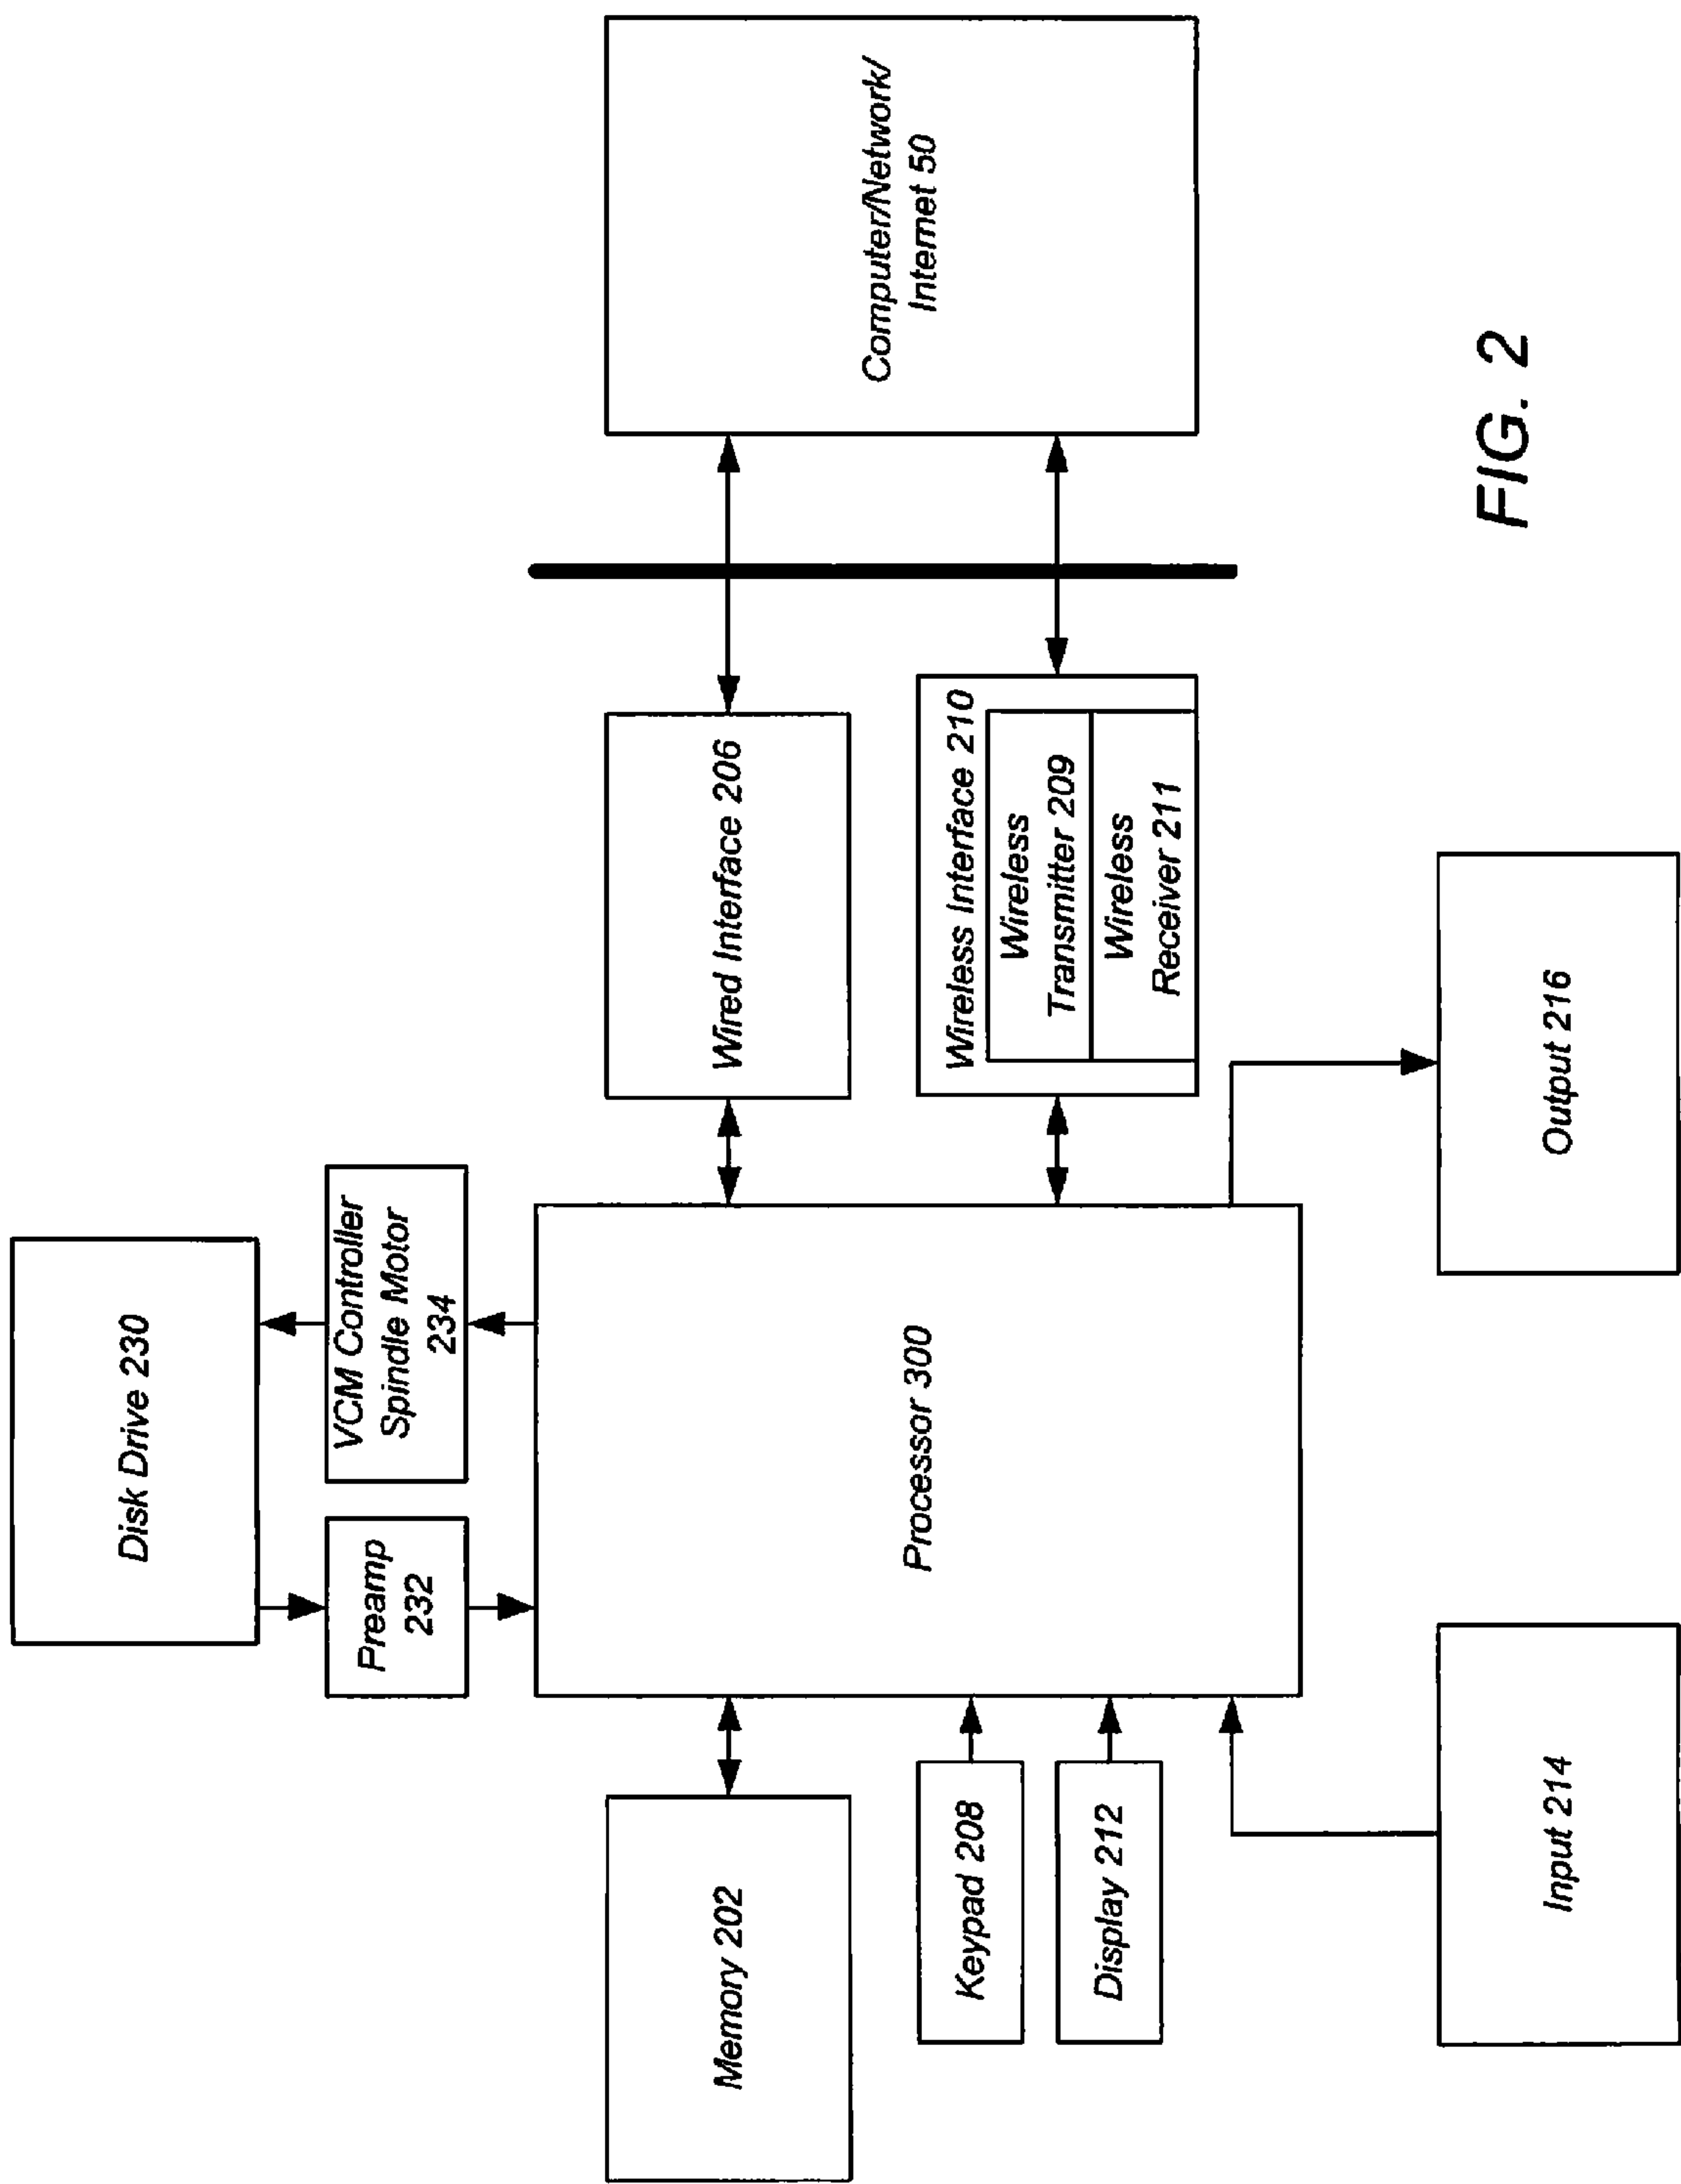 Disk Drive 230
Preamp
232
VCM Controller
Spindle Motor
234
Memory 202
Processor 300
Wired Interface 206
Computer/Network/
Internet 50
Keypad 208
Display 212
Wireless Interface 210
Wireless
Transmitter 209
Wireless
Receiver 211
Input 214
Output 216
FIG. 2